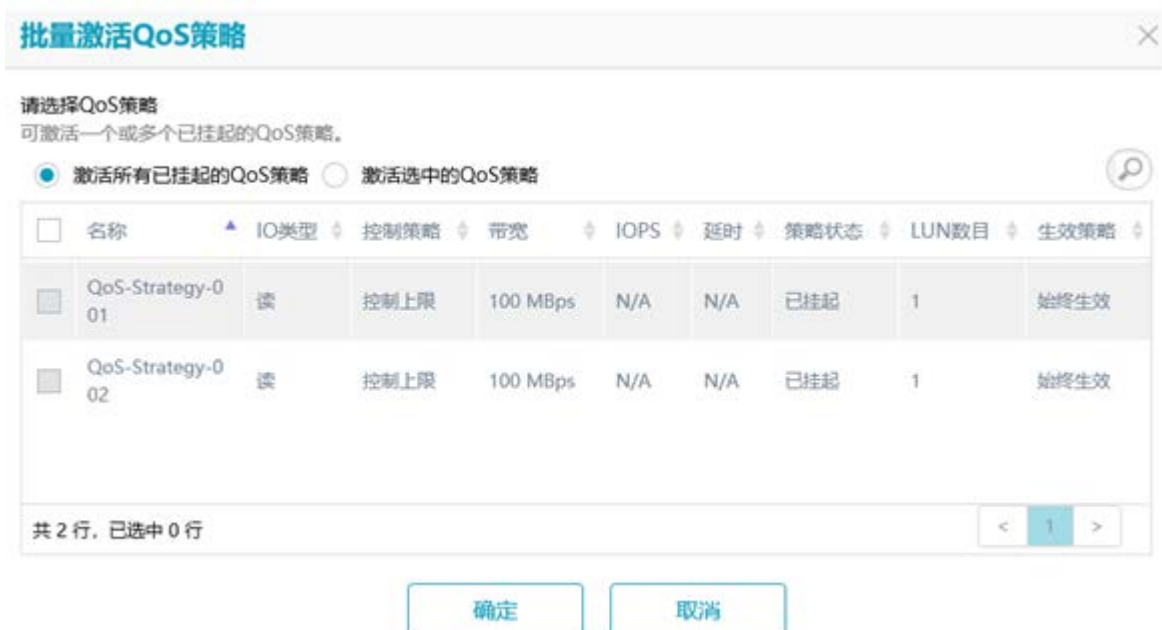 批量激活QoS策略
请选择QoS策略
可激活一个或多个已挂起的QoS策略。
激活所有已挂起的QoS策略 激活选中的QoS策略
名称 IO类型 控制策略 带宽 IOPS 延时 策略状态 LUN数目 生效策略
QoS-Strategy-0
01 读 控制上限 100 MBps N/A N/A 已挂起 1 始终生效
QoS-Strategy-0
02 读 控制上限 100 MBps N/A N/A 已挂起 1 始终生效
共 2 行，已选中 0 行 < 1 >
确定 取消